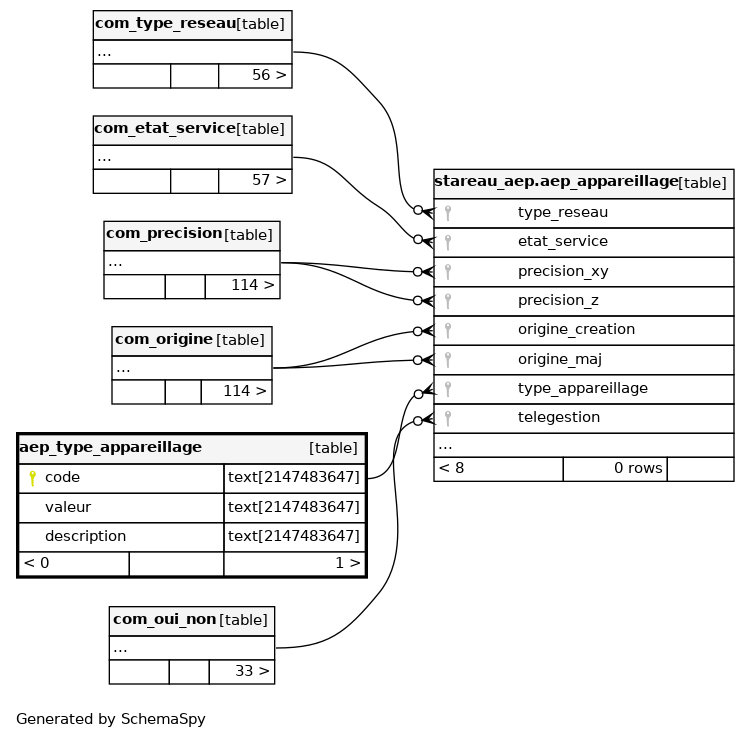 com_type_reseau [table]
...
56 >
com_etat_service [table]
...
57 >
com_precision [table]
...
114 >
com_origine [table]
...
114 >
aep_type_appareillage [table]
code text[2147483647]
valeur text[2147483647]
description text[2147483647]
< 0 1 >
com_oui_non [table]
...
33 >
stareau_aep.aep_appareillage [table]
type_reseau
etat_service
precision_xy
precision_z
origine_creation
origine_maj
type_appareillage
telegestion
...
< 8 0 rows
Generated by SchemaSpy